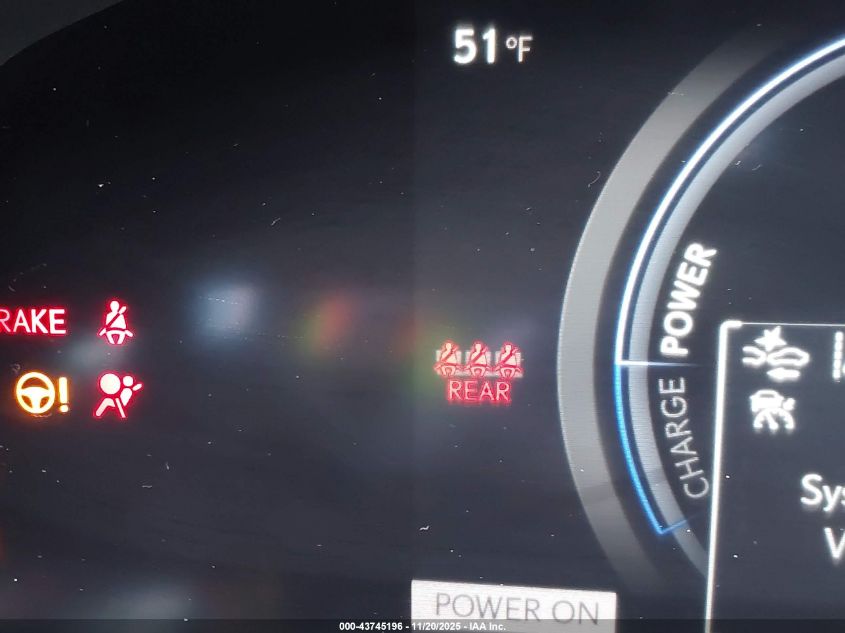 51 °F
POWER
RAKE
!
REAR
CHARGE
Sys
V
POWER ON
000-43745196 - 11/20/2025 - IAA Inc.